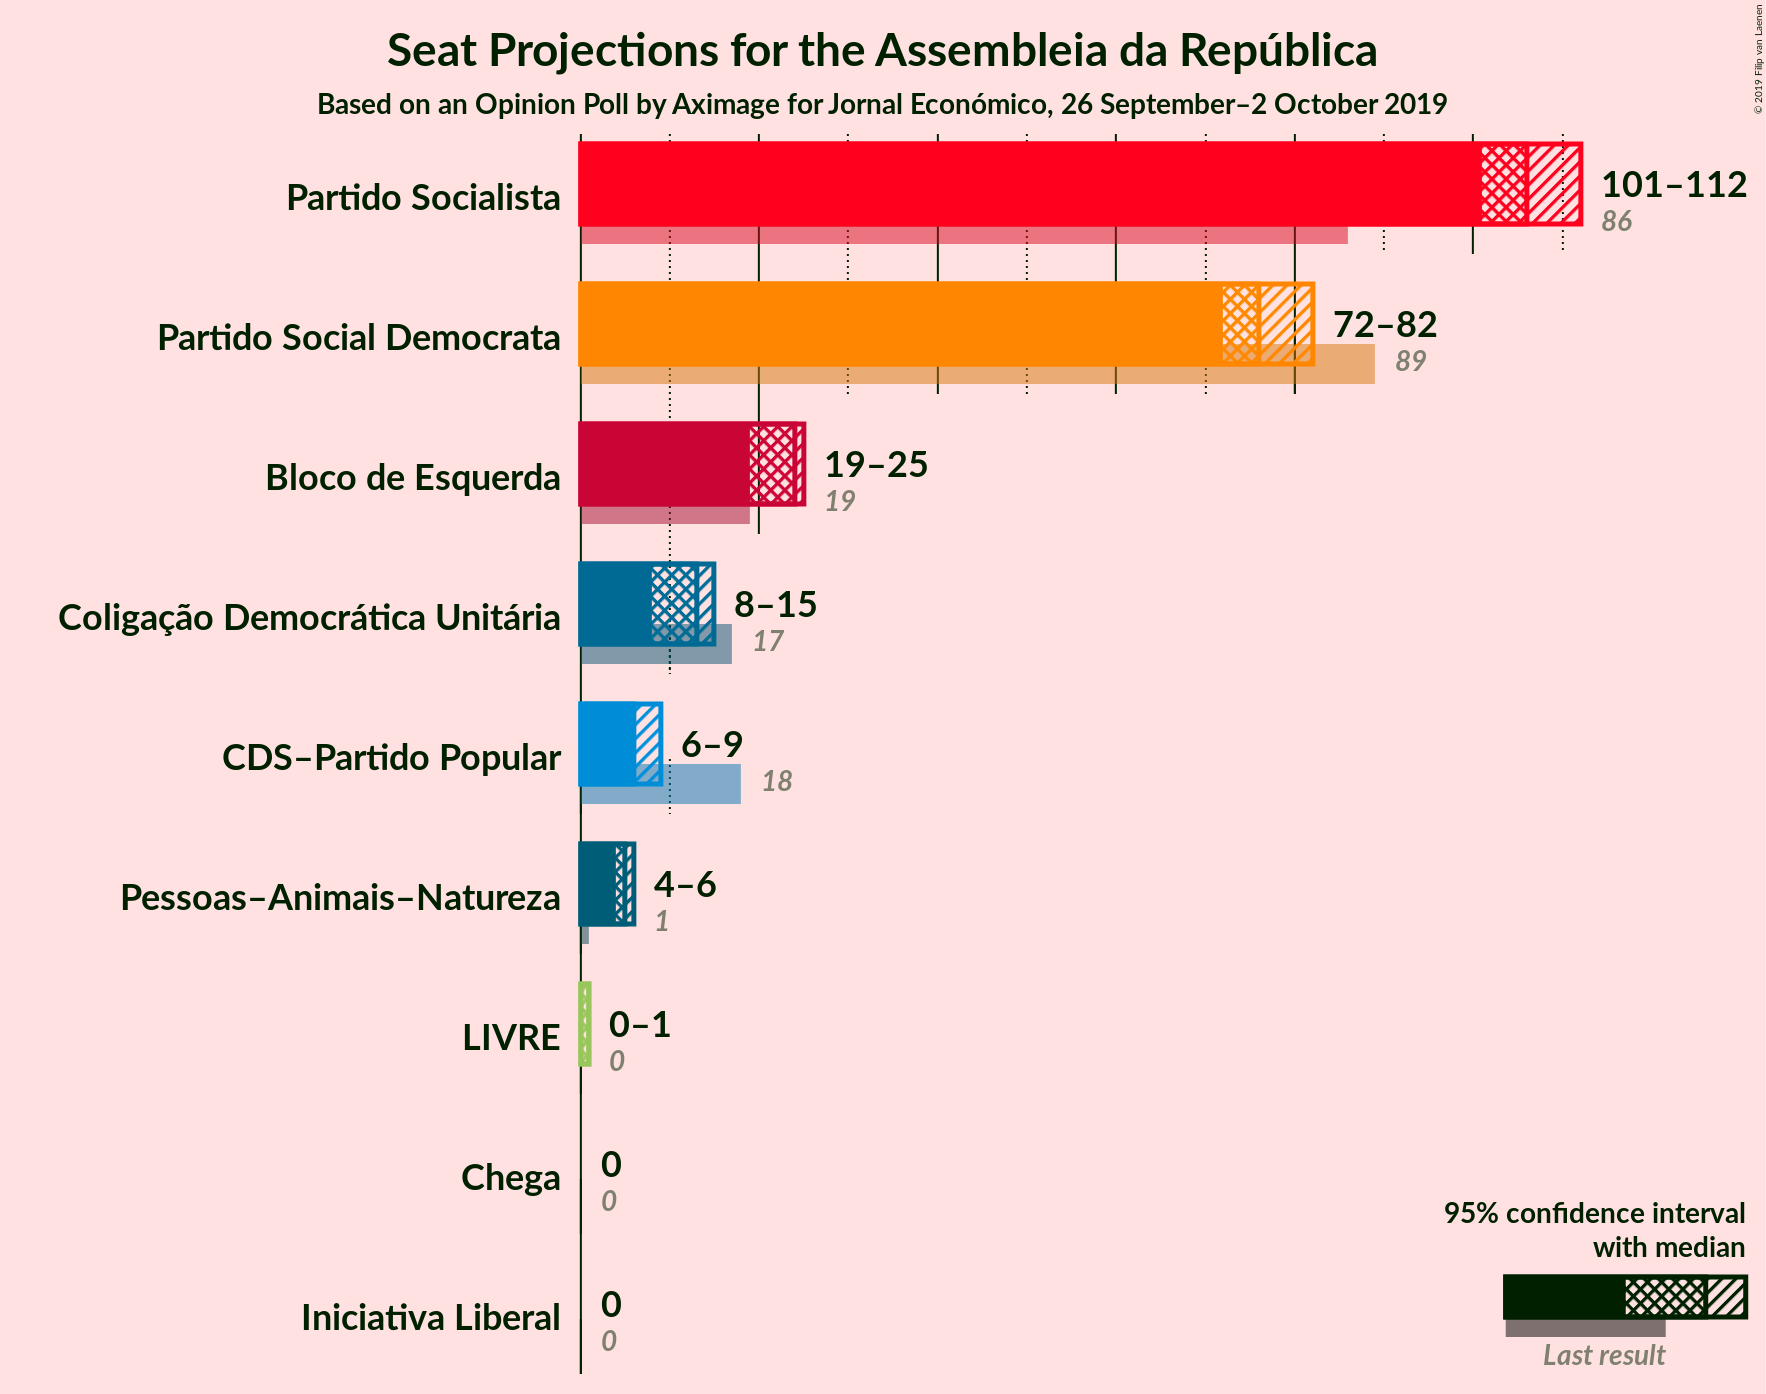 Seat Projections for the Assembleia da República
Based on an Opinion Poll by Aximage for Jornal Económico, 26 September–2 October 2019
© 2019 Filip van Laenen
Partido Socialista
101–112
86
Partido Social Democrata
72–82
89
Bloco de Esquerda
19–25
19
Coligação Democrática Unitária
8–15
17
CDS–Partido Popular
6–9
18
Pessoas–Animais–Natureza
4–6
1
LIVRE
0–1
0
Chega
0
0
Iniciativa Liberal
0
0
95% confidence interval
with median
Last result